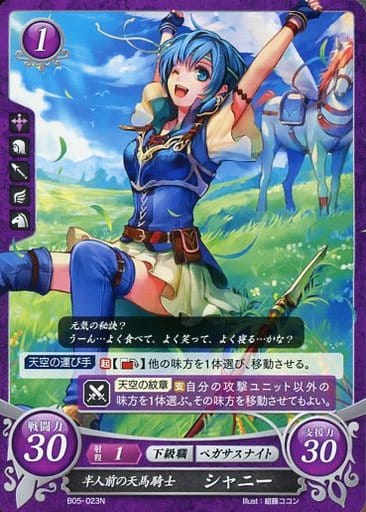 1
元気の秘訣？
うーん…よく食べて、よく笑って、よく寝る…かな？
天空の運び手 起【】他の味方を1体選び、移動させる。
天空の紋章 支 自分の攻撃ユニット以外の
味方を1体選ぶ。その味方を移動させてもよい。
戦闘力 30
射程 1 下級職 ペガサスナイト
支援力 30
半人前の天馬騎士 シャニー
B05-023N
Illust：紺藤ココン